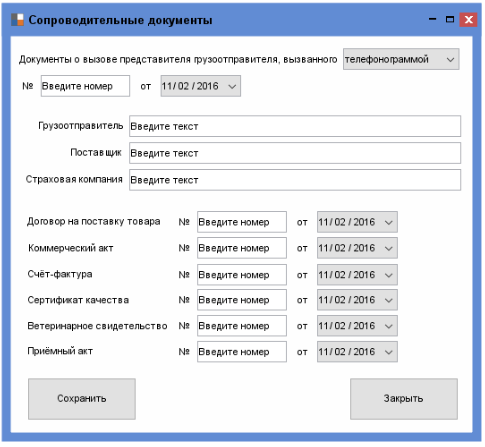 Сопроводительные документы
Документы о вызове представителя грузоотправителя, вызванного телефонограммой
№ Введите номер от 11/ 02 / 2016
Грузоотправитель Введите текст
Поставщик Введите текст
Страховая компания Введите текст
Договор на поставку товара № Введите номер от 11/ 02 / 2016
Коммерческий акт № Введите номер от 11/ 02 / 2016
Счёт-фактура № Введите номер от 11/ 02 / 2016
Сертификат качества № Введите номер от 11/ 02 / 2016
Ветеринарное свидетельство № Введите номер от 11/ 02 / 2016
Приёмный акт № Введите номер от 11/ 02 / 2016
Сохранить Закрыть